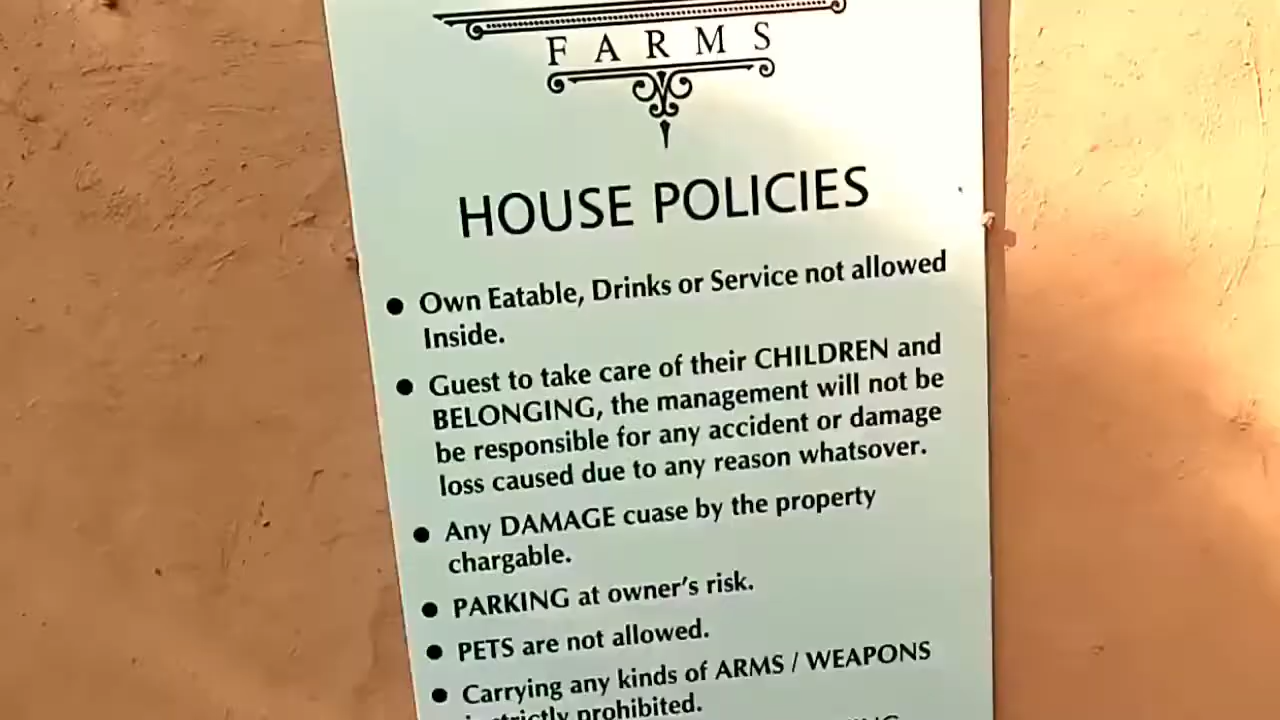 FARMS
HOUSE POLICIES
● Own Eatable, Drinks or Service not allowed
Inside.
● Guest to take care of their CHILDREN and
BELONGING, the management will not be
be responsible for any accident or damage
loss caused due to any reason whatsover.
● Any DAMAGE cuase by the property
chargable.
● PARKING at owner's risk.
● PETS are not allowed.
● Carrying any kinds of ARMS / WEAPONS
strictly prohibited.